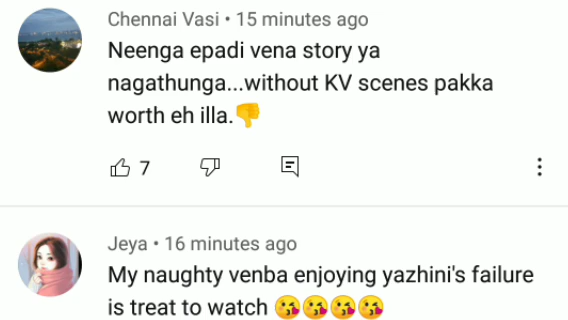 Chennai Vasi • 15 minutes ago
Neenga epadi vena story ya
nagathunga...without KV scenes pakka
worth eh illa.👎
7
Jeya • 16 minutes ago
My naughty venba enjoying yazhini's failure
is treat to watch 😘😘😘😘